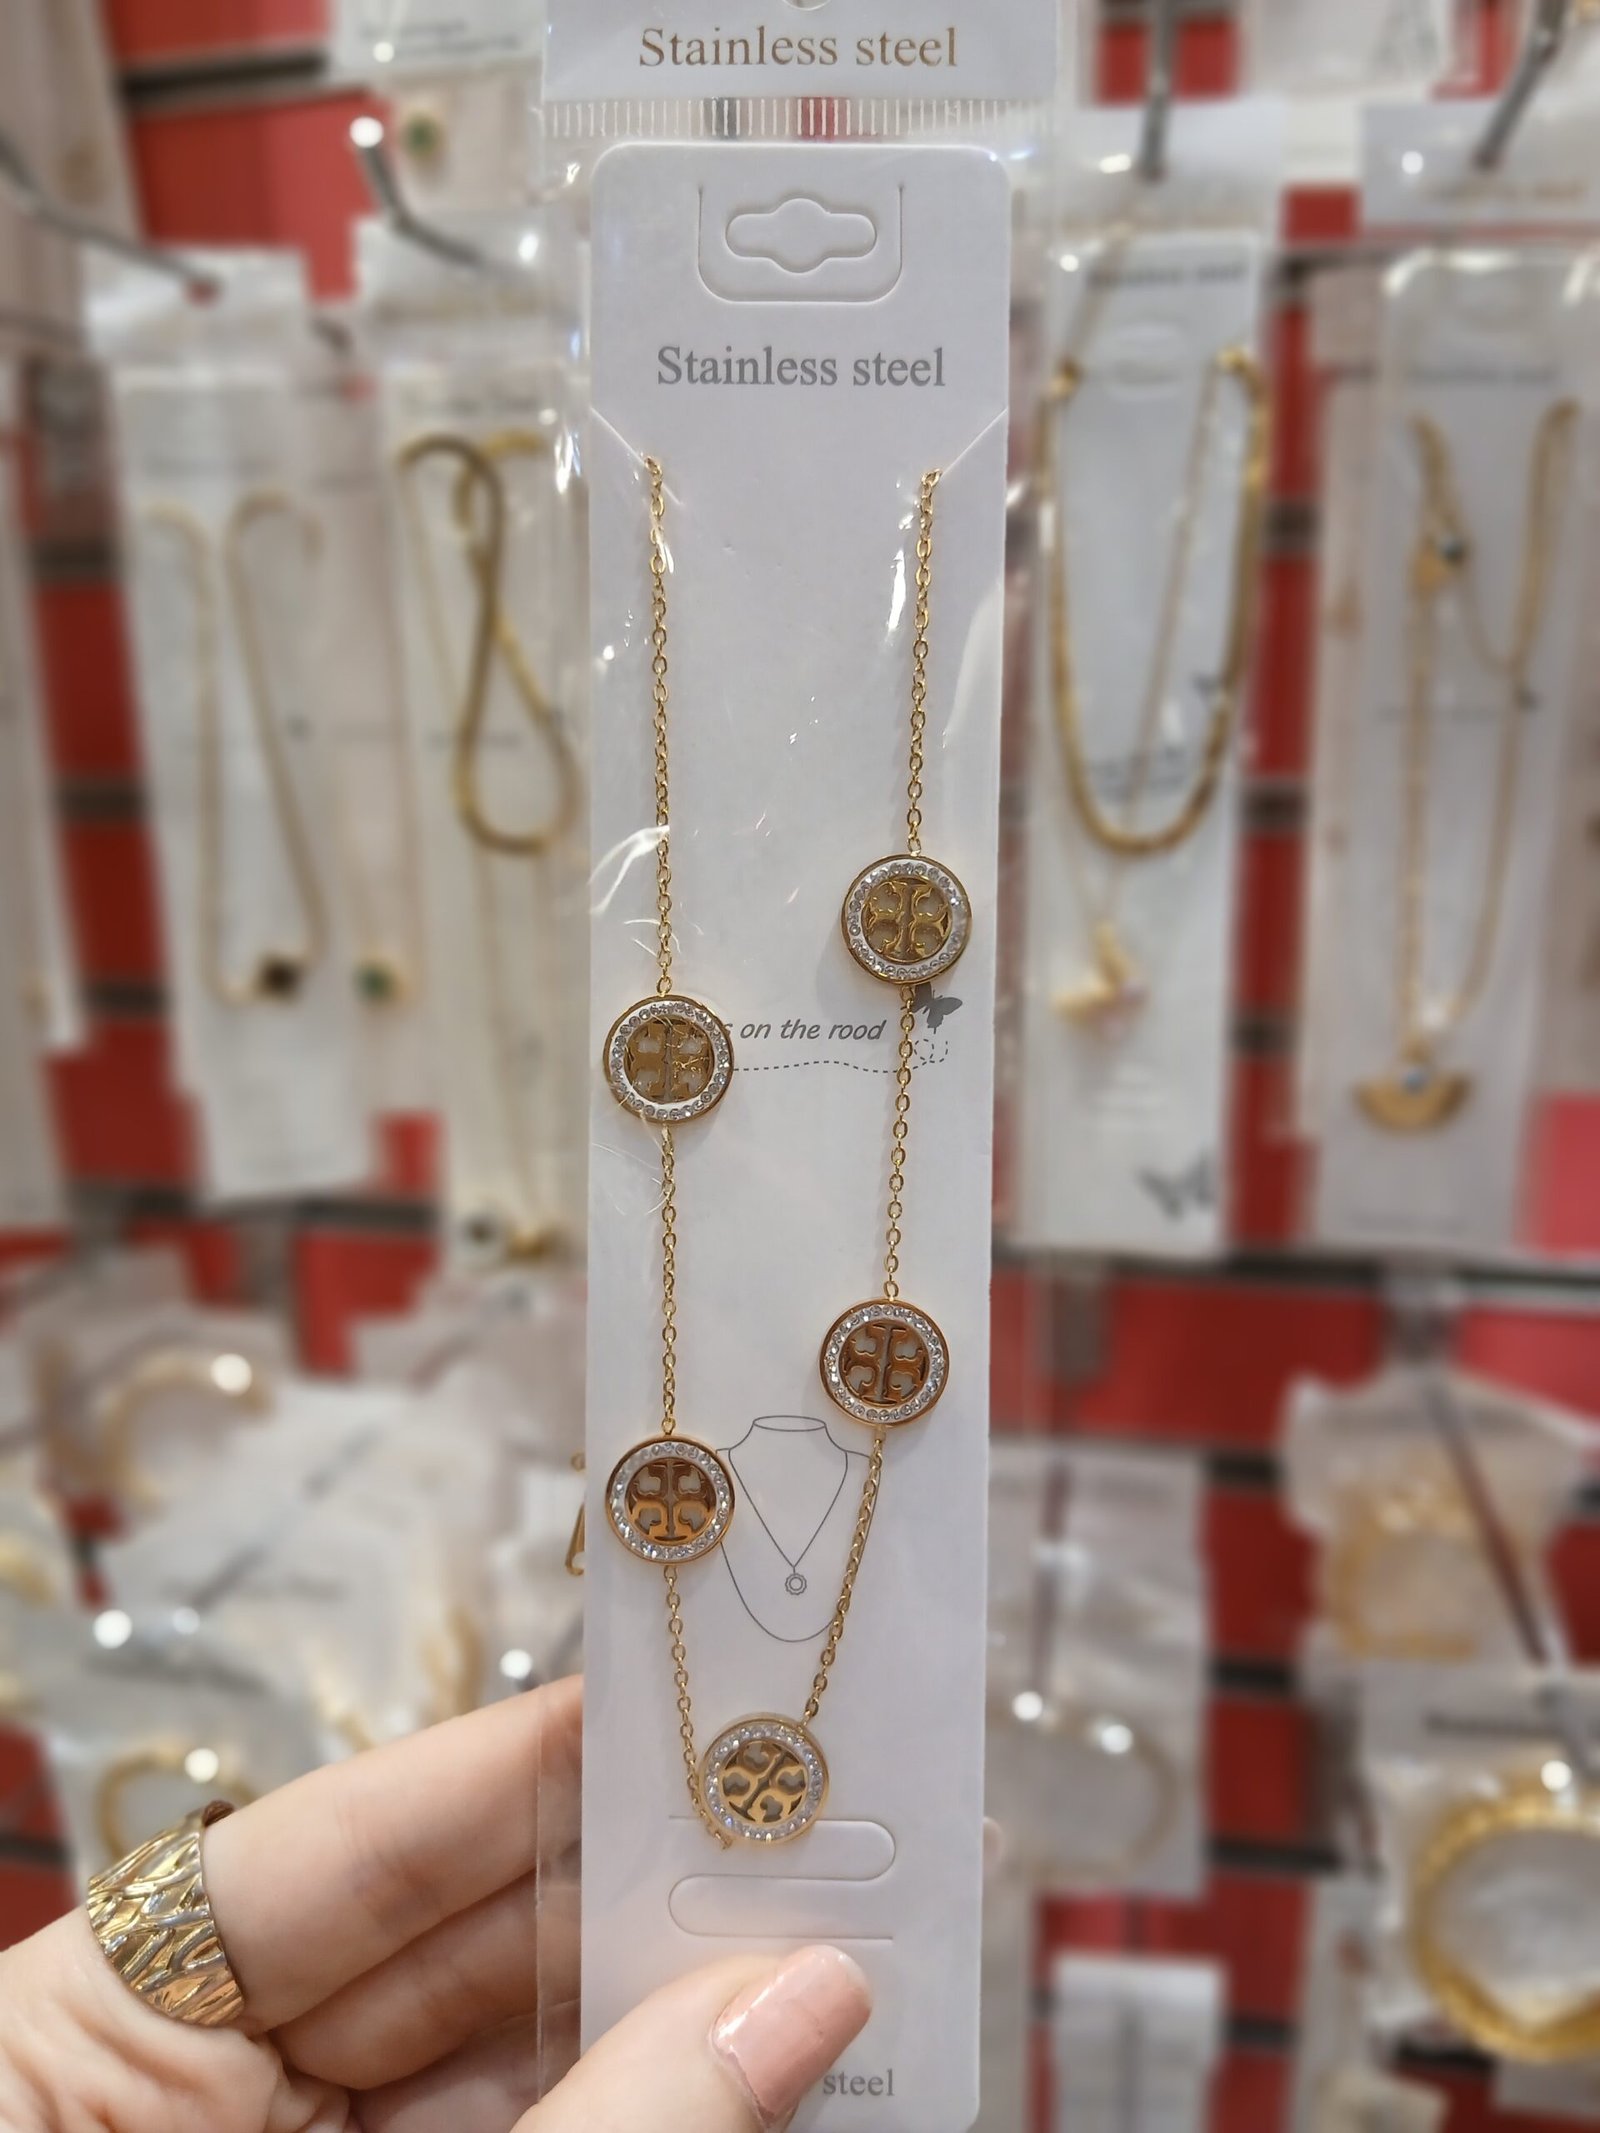 Stainless steel
Stainless steel
on the rood
steel